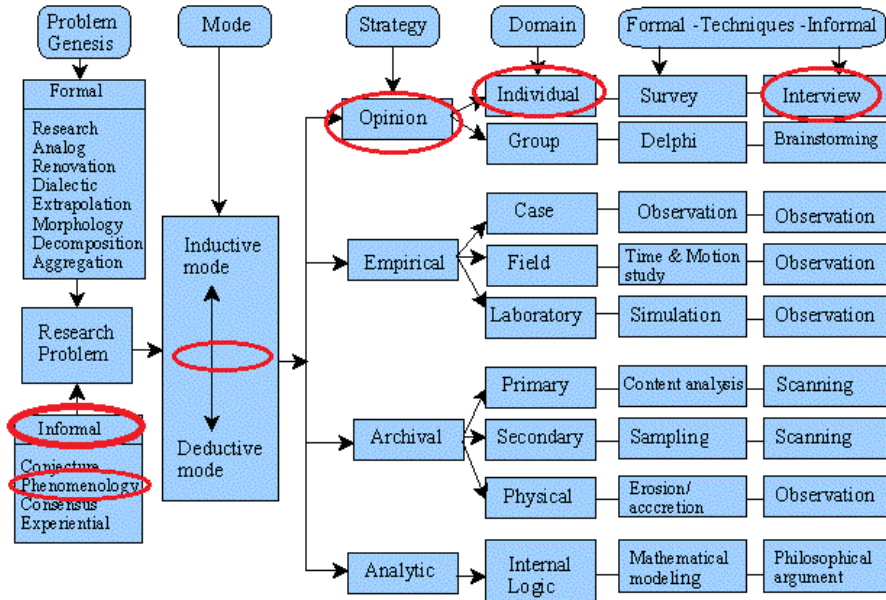 Problem
Genesis
Mode
Strategy
Domain
Formal -Techniques -Informal
Formal
Research
Analog
Renovation
Dialectic
Extrapolation
Morphology
Decomposition
Aggregation
Research
Problem
Informal
Conjecture
Phenomenology
Consensus
Experiential
Inductive
mode
Deductive
mode
Opinion
Individual
Survey
Interview
Group
Delphi
Brainstorming
Empirical
Case
Observation
Observation
Field
Time & Motion
study
Observation
Laboratory
Simulation
Observation
Archival
Primary
Content analysis
Scanning
Secondary
Sampling
Scanning
Physical
Erosion/
acccretion
Observation
Analytic
Internal
Logic
Mathematical
modeling
Philosophical
argument